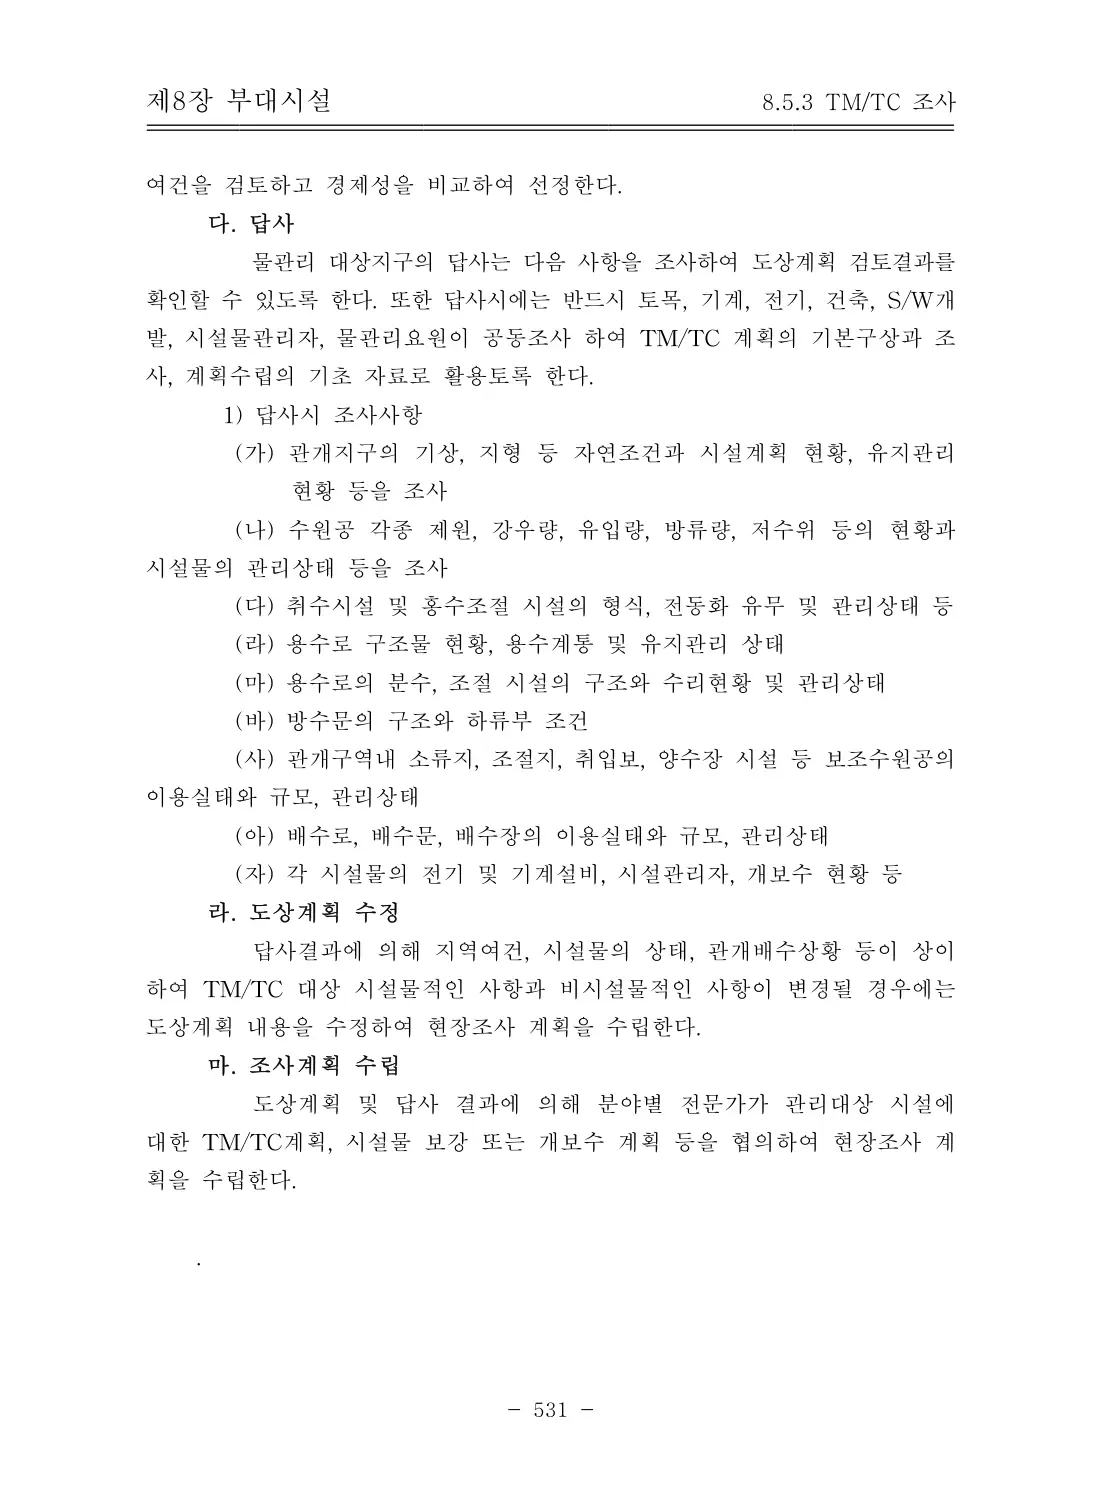 제8장 부대시설
8.5.3 TM/TC 조사
여건을 검토하고 경제성을 비교하여 선정한다.
다. 답사
물관리 대상지구의 답사는 다음 사항을 조사하여 도상계획 검토결과를
확인할 수 있도록 한다. 또한 답사시에는 반드시 토목, 기계, 전기, 건축, S/W개
발, 시설물관리자, 물관리요원이 공동조사 하여 TM/TC 계획의 기본구상과 조
사, 계획수립의 기초 자료로 활용토록 한다.
1) 답사시 조사사항
(가) 관개지구의 기상, 지형 등 자연조건과 시설계획 현황, 유지관리
현황 등을 조사
(나) 수원공 각종 제원, 강우량, 유입량, 방류량, 저수위 등의 현황과
시설물의 관리상태 등을 조사
(다) 취수시설 및 홍수조절 시설의 형식, 전동화 유무 및 관리상태 등
(라) 용수로 구조물 현황, 용수계통 및 유지관리 상태
(마) 용수로의 분수, 조절 시설의 구조와 수리현황 및 관리상태
(바) 방수문의 구조와 하류부 조건
(사) 관개구역내 소류지, 조절지, 취입보, 양수장 시설 등 보조수원공의
이용실태와 규모, 관리상태
(아) 배수로, 배수문, 배수장의 이용실태와 규모, 관리상태
(자) 각 시설물의 전기 및 기계설비, 시설관리자, 개보수 현황 등
라. 도상계획 수정
답사결과에 의해 지역여건, 시설물의 상태, 관개배수상황 등이 상이
하여 TM/TC 대상 시설물적인 사항과 비시설물적인 사항이 변경될 경우에는
도상계획 내용을 수정하여 현장조사 계획을 수립한다.
마. 조사계획 수립
도상계획 및 답사 결과에 의해 분야별 전문가가 관리대상 시설에
대한 TM/TC계획, 시설물 보강 또는 개보수 계획 등을 협의하여 현장조사 계
획을 수립한다.
.
- 531 -